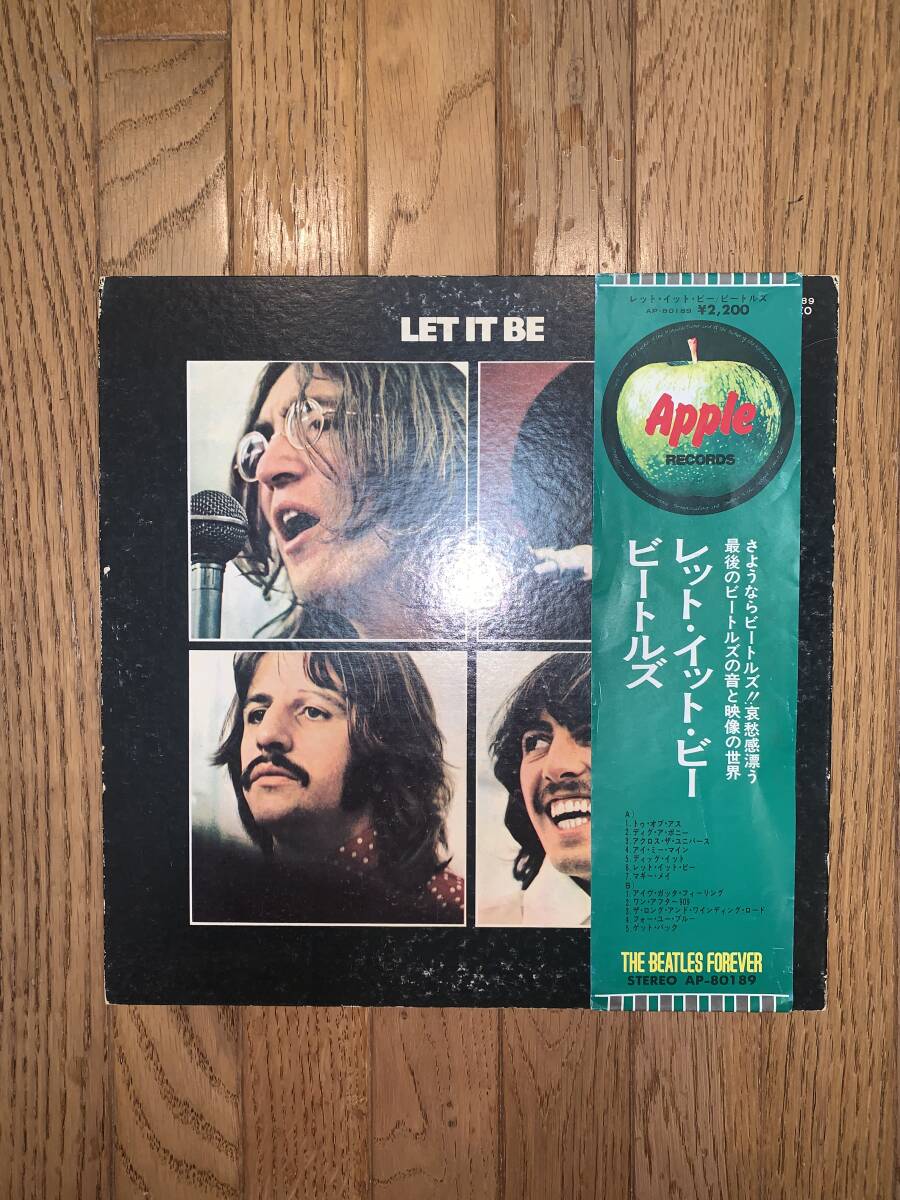 LET IT BE
レット・イット・ビー/ビートルズ
AP-80189 ¥2,200
Apple
RECORDS
さようならビートルズ!!哀愁感漂う
最後のビートルズの音と映像の世界
レット・イット・ビー
ビートルズ
A)
1.トゥ・オブ・アス
2.ディグ・ア・ポニー
3.アクロス・ザ・ユニバース
4.アイ・ミー・マイン
5.ディッグ・イット
6.レット・イット・ビー
7.マギー・メイ
B)
1.アイヴ・ガッタ・フィーリング
2.ワン・アフター909
3.ザ・ロング・アンド・ワインディング・ロード
4.フォー・ユー・ブルー
5.ゲット・バック
THE BEATLES FOREVER
STEREO AP-80189
89
EO